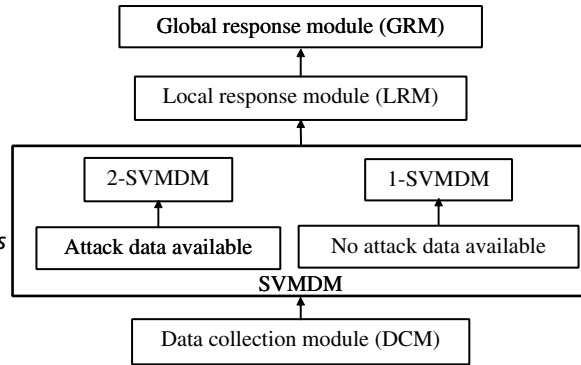 Global response module (GRM)
Local response module (LRM)
2-SVMDM
1-SVMDM
s
Attack data available
No attack data available
SVMDM
Data collection module (DCM)